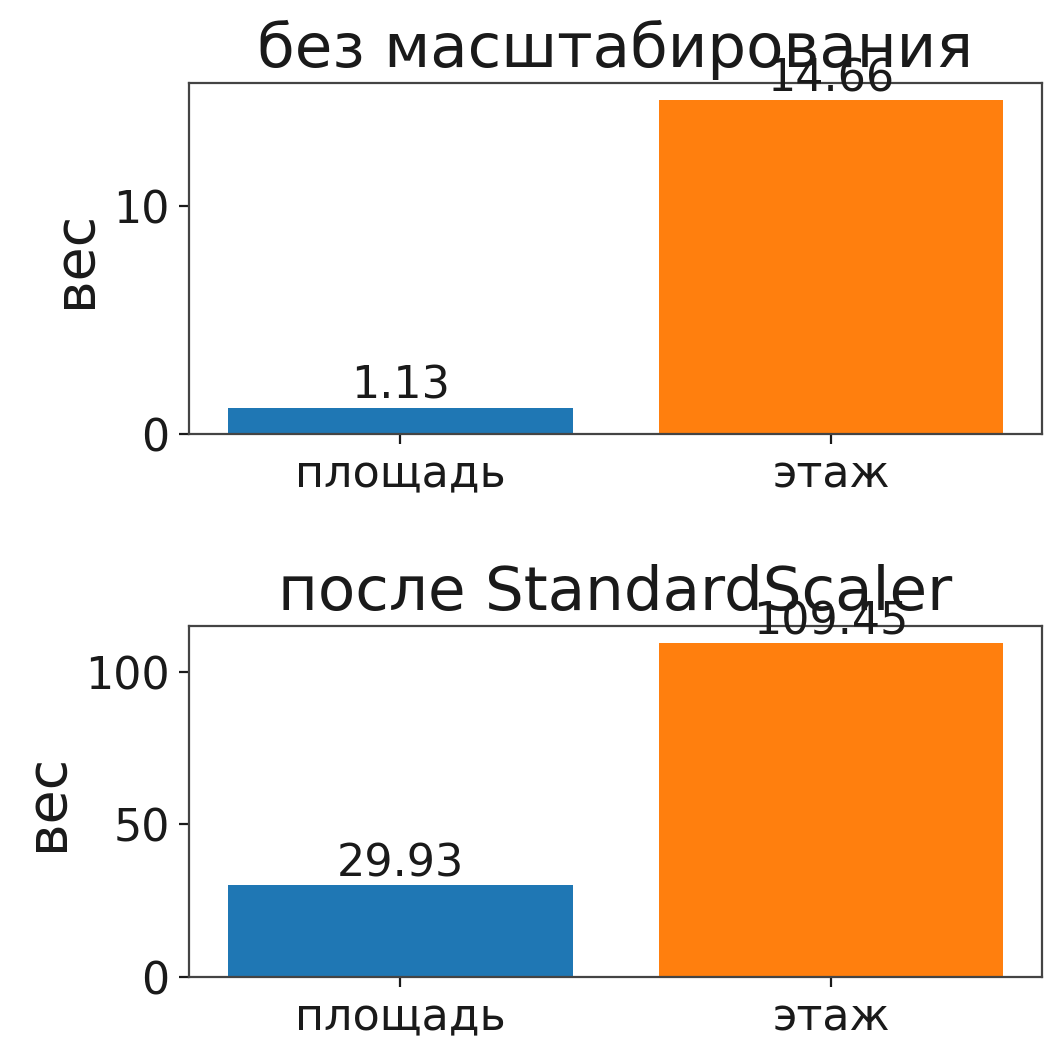 без масштабирования
14.66
вес
10
1.13
0
площадь
этаж
после StandardScaler
109.45
100
вес
50
29.93
0
площадь
этаж